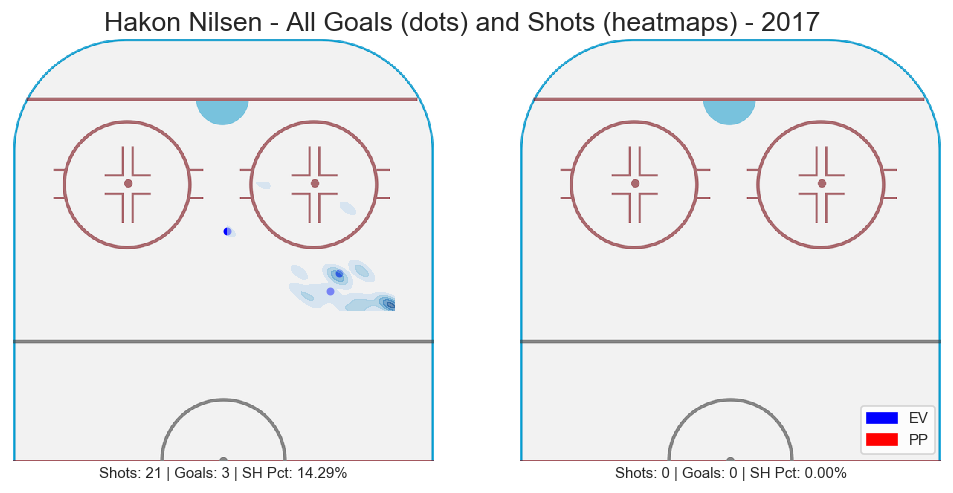 Hakon Nilsen - All Goals (dots) and Shots (heatmaps) - 2017
EV
PP
Shots: 21 | Goals: 3 | SH Pct: 14.29%
Shots: 0 | Goals: 0 | SH Pct: 0.00%